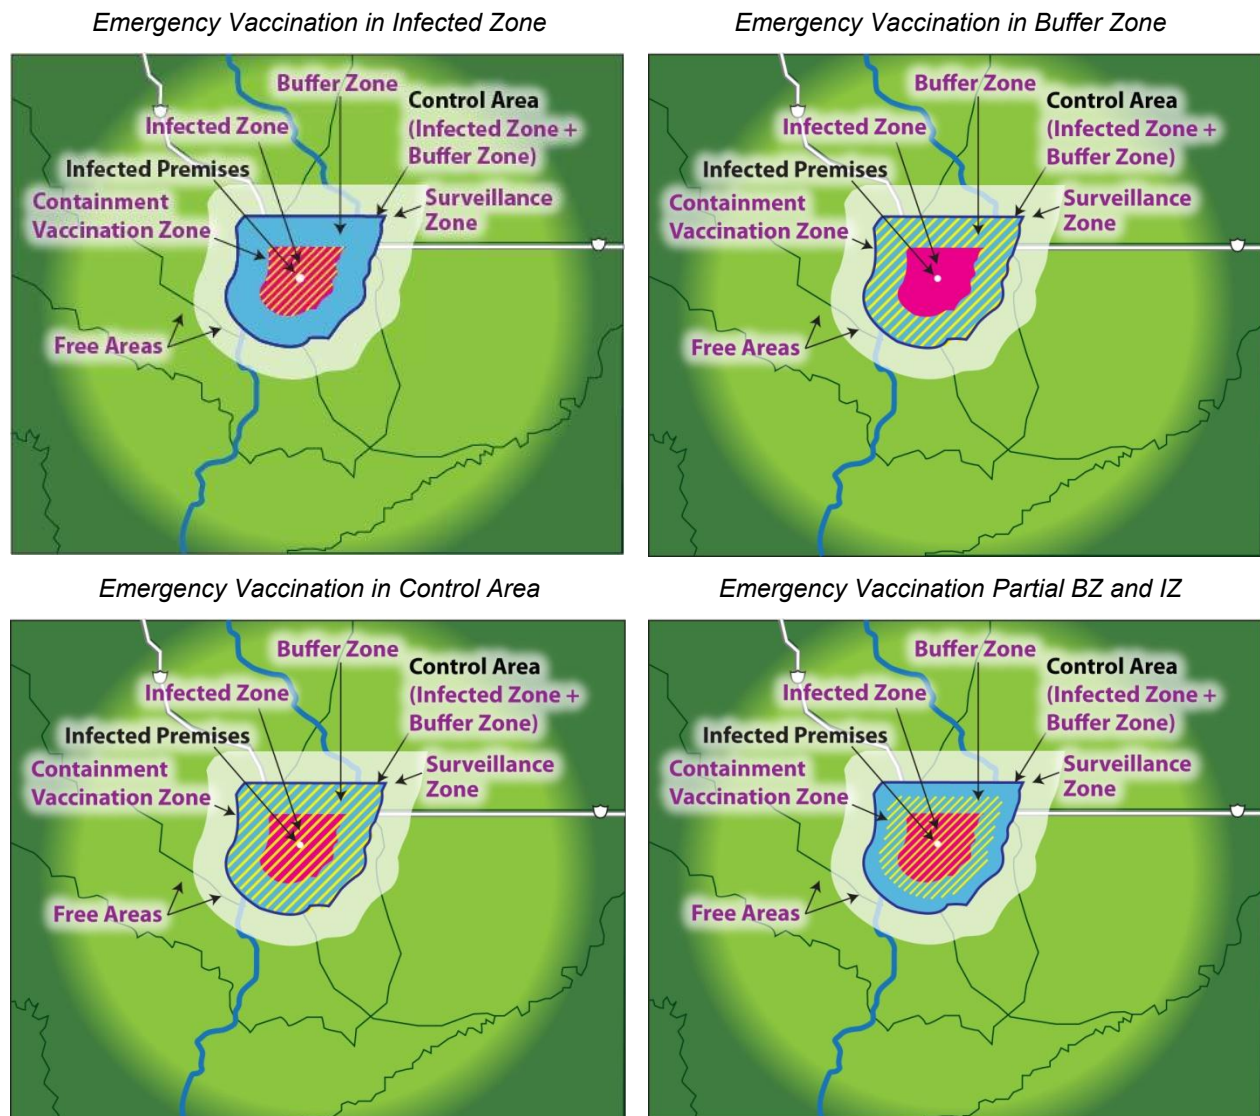 Emergency Vaccination in Infected Zone
Buffer Zone
Control Area
(Infected Zone +
Buffer Zone)
Infected Zone
Infected Premises
Containment
Vaccination Zone
Surveillance
Zone
Free Areas
Emergency Vaccination in Buffer Zone
Buffer Zone
Control Area
(Infected Zone +
Buffer Zone)
Infected Zone
Infected Premises
Containment
Vaccination Zone
Surveillance
Zone
Free Areas
Emergency Vaccination in Control Area
Buffer Zone
Control Area
(Infected Zone +
Buffer Zone)
Infected Zone
Infected Premises
Containment
Vaccination Zone
Surveillance
Zone
Free Areas
Emergency Vaccination Partial BZ and IZ
Buffer Zone
Control Area
(Infected Zone +
Buffer Zone)
Infected Zone
Infected Premises
Containment
Vaccination Zone
Surveillance
Zone
Free Areas